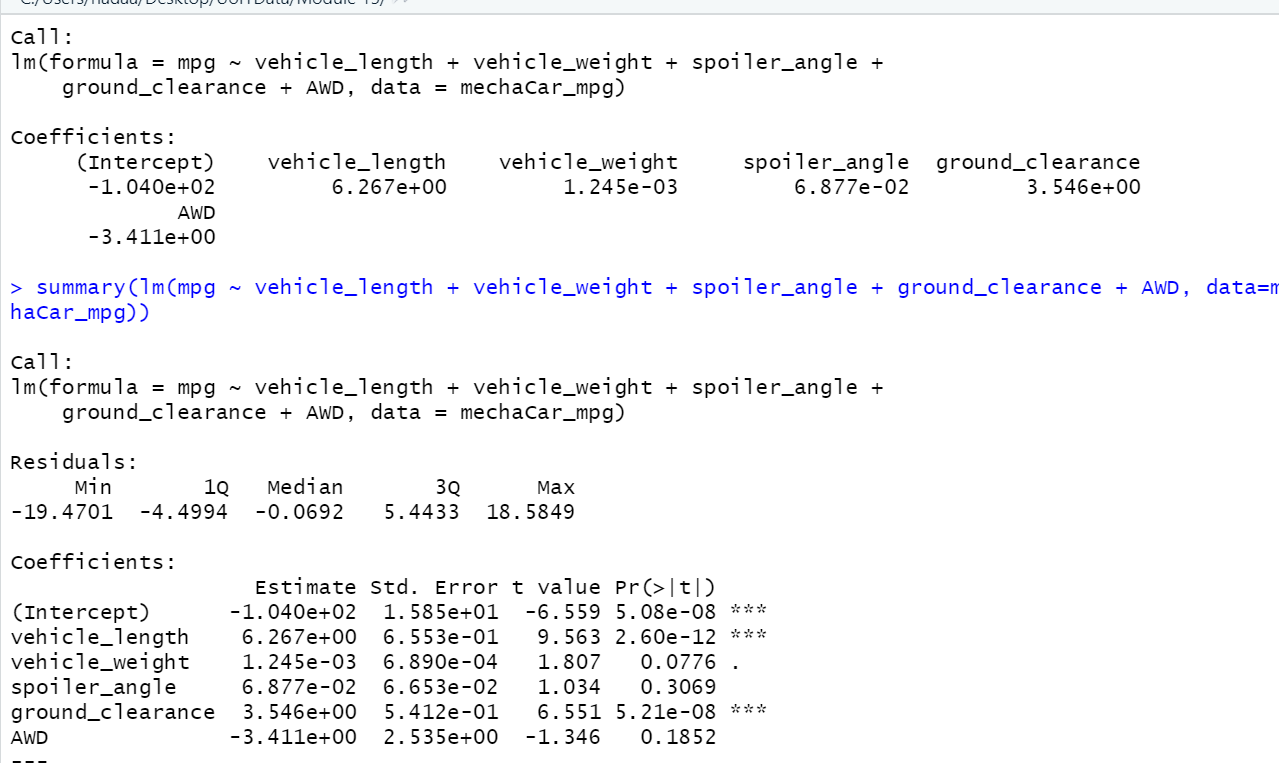 C:/Users/nadaa/Desktop/UofTData/Module 15/
Call:
lm(formula = mpg ~ vehicle_length + vehicle_weight + spoiler_angle +
    ground_clearance + AWD, data = mechaCar_mpg)
Coefficients:
     (Intercept)    vehicle_length    vehicle_weight     spoiler_angle  ground_clearance
      -1.040e+02         6.267e+00         1.245e-03         6.877e-02         3.546e+00
             AWD
      -3.411e+00
> summary(lm(mpg ~ vehicle_length + vehicle_weight + spoiler_angle + ground_clearance + AWD, data=m
haCar_mpg))
Call:
lm(formula = mpg ~ vehicle_length + vehicle_weight + spoiler_angle +
    ground_clearance + AWD, data = mechaCar_mpg)
Residuals:
     Min       1Q   Median       3Q      Max
-19.4701  -4.4994  -0.0692   5.4433  18.5849
Coefficients:
                   Estimate Std. Error t value Pr(>|t|)
(Intercept)      -1.040e+02  1.585e+01  -6.559 5.08e-08 ***
vehicle_length    6.267e+00  6.553e-01   9.563 2.60e-12 ***
vehicle_weight    1.245e-03  6.890e-04   1.807   0.0776 .
spoiler_angle     6.877e-02  6.653e-02   1.034   0.3069
ground_clearance  3.546e+00  5.412e-01   6.551 5.21e-08 ***
AWD              -3.411e+00  2.535e+00  -1.346   0.1852
---